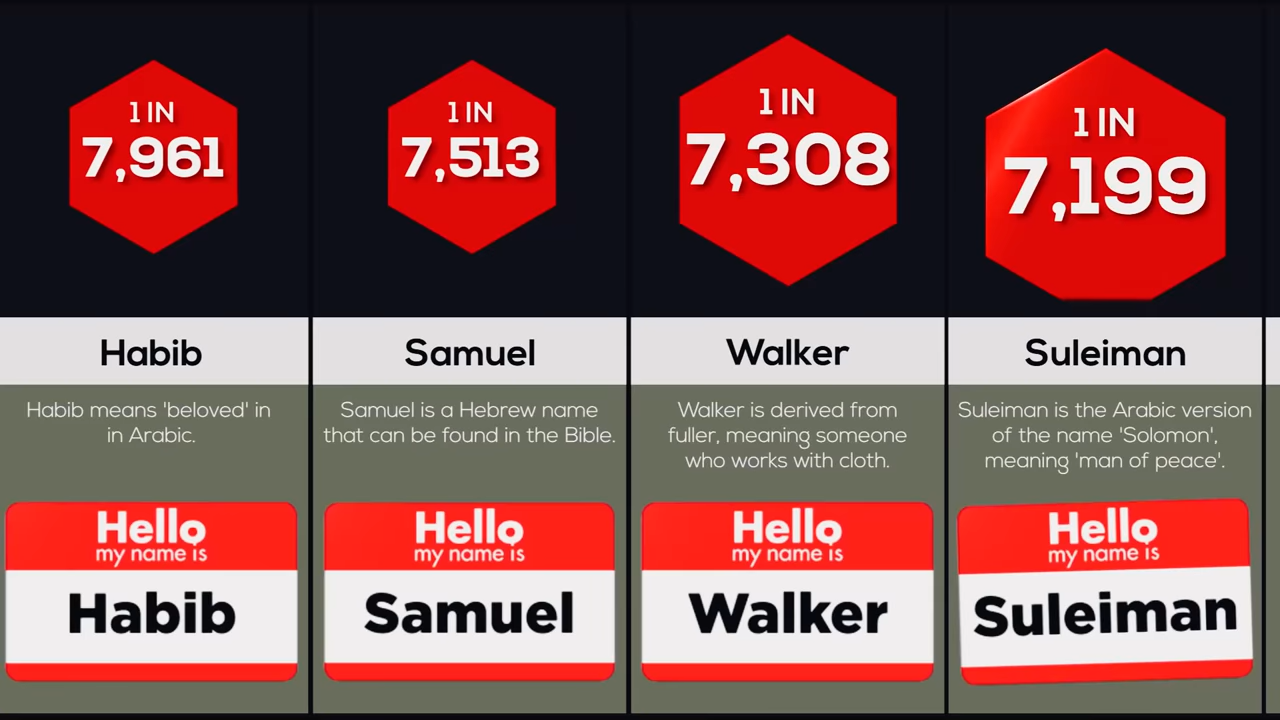 1 IN
7,961
Habib
Habib means 'beloved' in
in Arabic.
Hello
my name is
Habib
1 IN
7,513
Samuel
Samuel is a Hebrew name
that can be found in the Bible.
Hello
my name is
Samuel
1 IN
7,308
Walker
Walker is derived from
fuller, meaning someone
who works with cloth.
Hello
my name is
Walker
1 IN
7,199
Suleiman
Suleiman is the Arabic version
of the name 'Solomon',
meaning 'man of peace'.
Hello
my name is
Suleiman